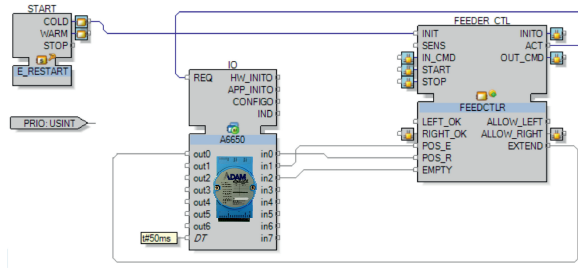 START
COLD
WARM
STOP
E_RESTART
PRIO: USINT
IO
REQ HW_INITO
APP_INITO
CONFIGO
IND
A6650
out0 in0
out1 in1
out2 in2
out3 in3
out4 in4
out5 in5
out6 in6
DT in7
ADAM
t#50ms
FEEDER_CTL
INIT INITO
SENS ACT
IN_CMD OUT_CMD
START
STOP
FEEDCTLR
LEFT_OK ALLOW_LEFT
RIGHT_OK ALLOW_RIGHT
POS_E EXTEND
POS_R
EMPTY